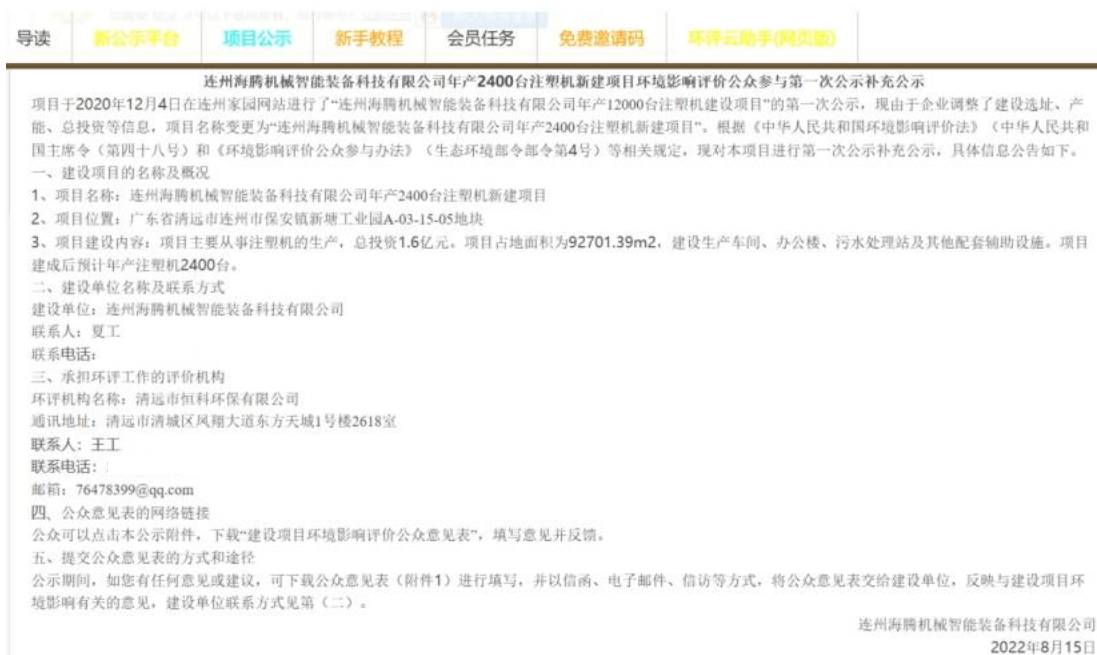 导读 新公示平台 项目公示 新手教程 会员任务 免费邀请码 环评云助手(网页版)
连州海腾机械智能装备科技有限公司年产2400台注塑机新建项目环境影响评价公众参与第一次公示补充公示
项目于2020年12月4日在连州家园网站进行了“连州海腾机械智能装备科技有限公司年产12000台注塑机建设项目”的第一次公示，现由于企业调整了建设选址、产
能、总投资等信息，项目名称变更为“连州海腾机械智能装备科技有限公司年产2400台注塑机新建项目”。根据《中华人民共和国环境影响评价法》（中华人民共和
国主席令（第四十八号）和《环境影响评价公众参与办法》（生态环境部令部令第4号）等相关规定，现对本项目进行第一次公示补充公示，具体信息公告如下。
一、建设项目的名称及概况
1、项目名称：连州海腾机械智能装备科技有限公司年产2400台注塑机新建项目
2、项目位置：广东省清远市连州市保安镇新塘工业园A-03-15-05地块
3、项目建设内容：项目主要从事注塑机的生产，总投资1.6亿元。项目占地面积为92701.39m2，建设生产车间、办公楼、污水处理站及其他配套辅助设施。项目
建成后预计年产注塑机2400台。
二、建设单位名称及联系方式
建设单位：连州海腾机械智能装备科技有限公司
联系人：夏工
联系电话：
三、承担环评工作的评价机构
环评机构名称：清远市恒科环保有限公司
通讯地址：清远市清城区凤翔大道东方天城1号楼2618室
联系人：王工
联系电话：
邮箱：76478399@qq.com
四、公众意见表的网络链接
公众可以点击本公示附件，下载“建设项目环境影响评价公众意见表”，填写意见并反馈。
五、提交公众意见表的方式和途径
公示期间，如您有任何意见或建议，可下载公众意见表（附件1）进行填写，并以信函、电子邮件、信访等方式，将公众意见表交给建设单位，反映与建设项目环
境影响有关的意见，建设单位联系方式见第（二）。
连州海腾机械智能装备科技有限公司
2022年8月15日